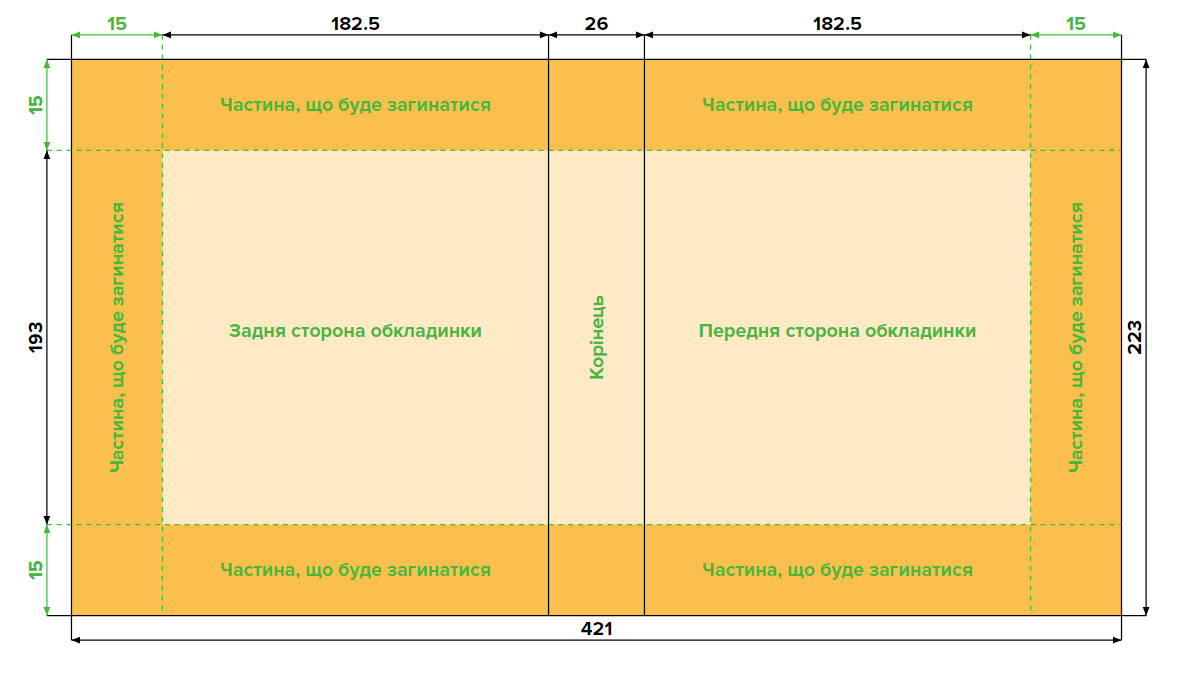 15 182.5 26 182.5 15
15
Частина, що буде загинатися
Частина, що буде загинатися
193
Частина, що буде загинатися
Задня сторона обкладинки
Корінець
Передня сторона обкладинки
Частина, що буде загинатися
223
15
Частина, що буде загинатися
Частина, що буде загинатися
421